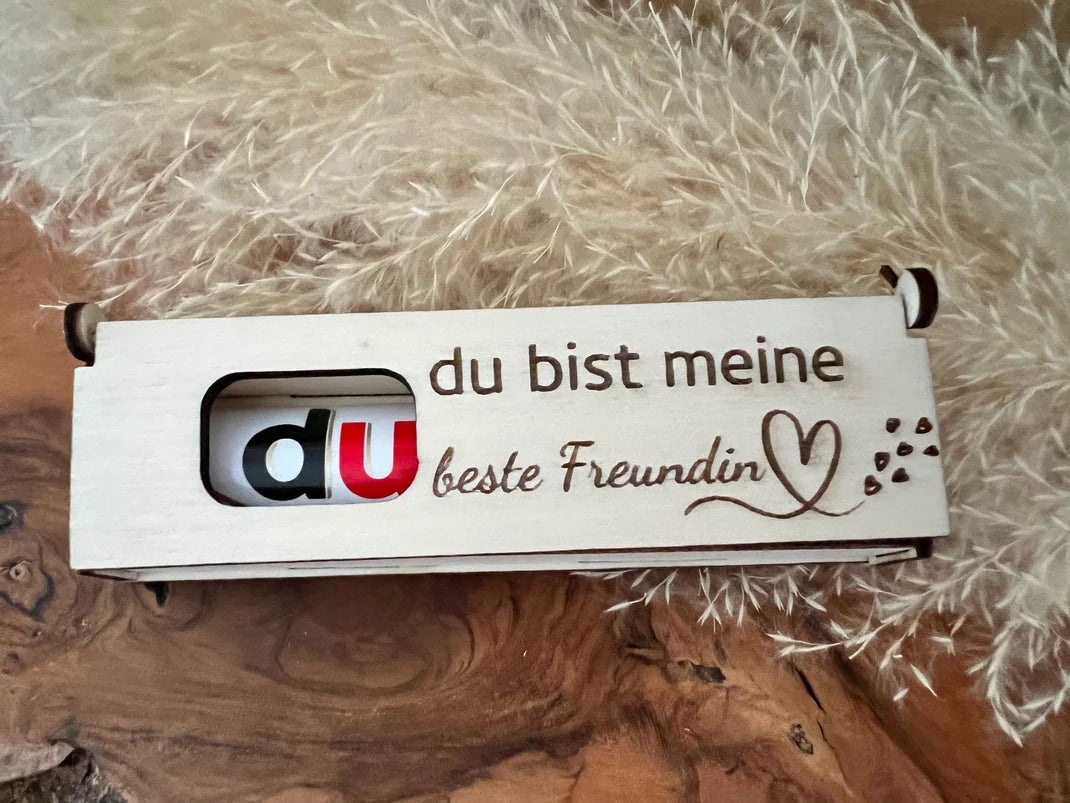 du
du bist meine
beste Freundin